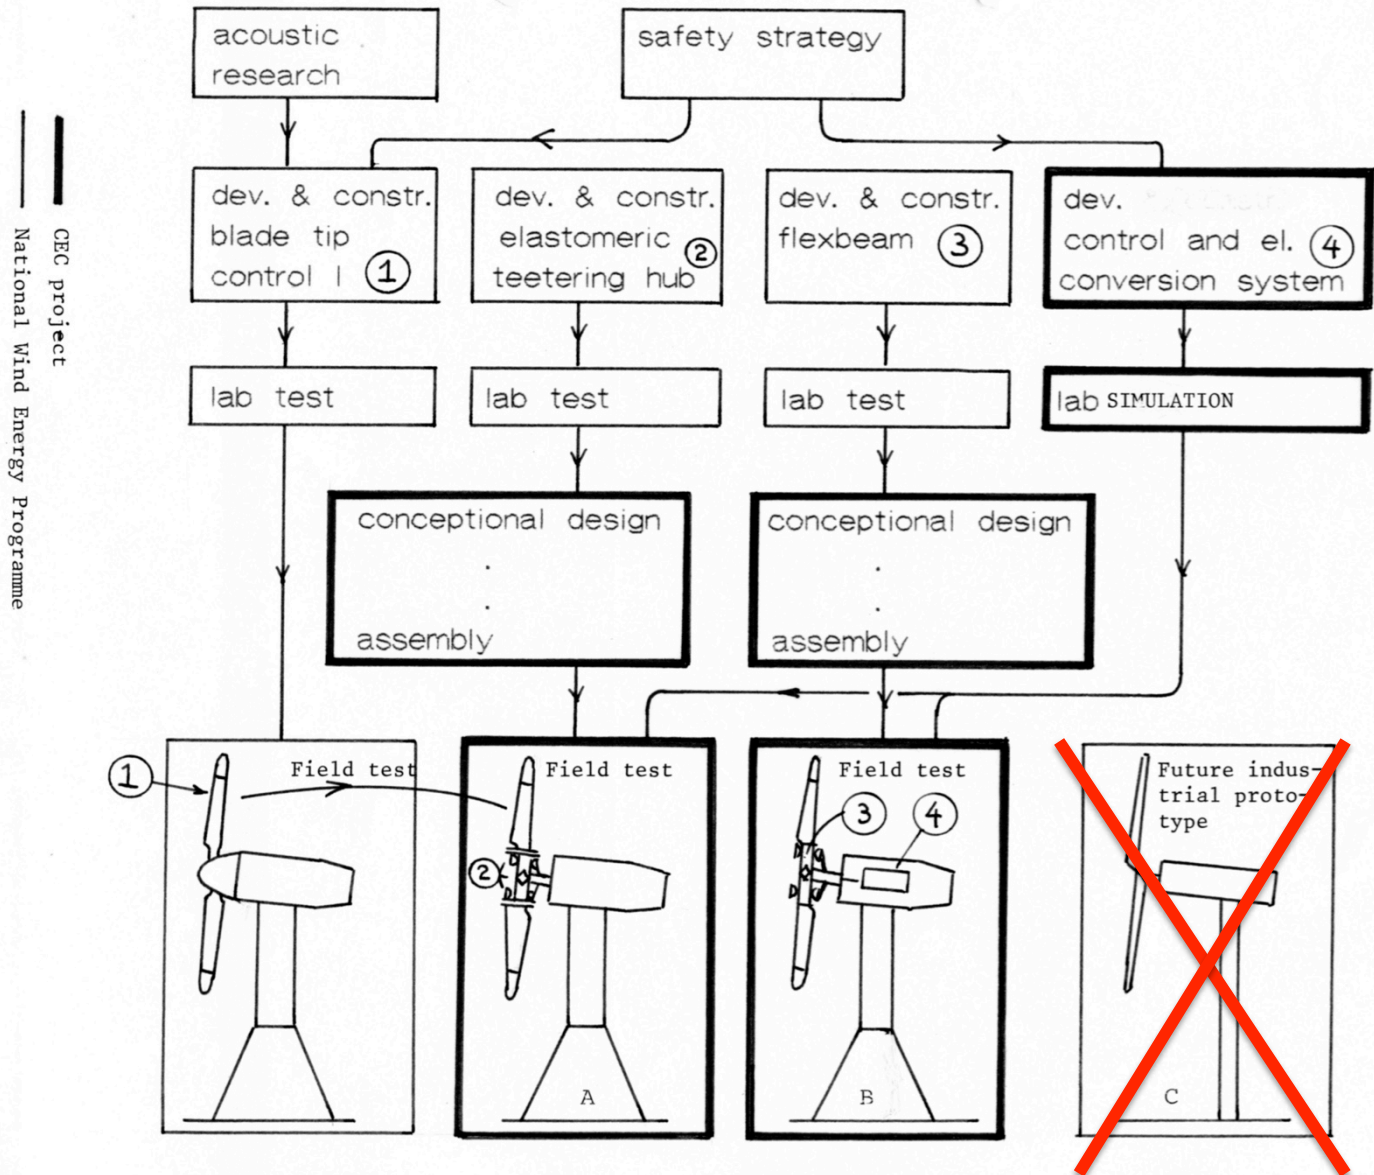 acoustic
research
safety strategy
CEC project
National Wind Energy Programme
dev. & constr.
blade tip
control I
1
dev. & constr.
elastomeric
teetering hub
2
dev. & constr.
flexbeam
3
dev.
control and el.
conversion system
4
lab test
lab test
lab test
lab SIMULATION
conceptional design
.
.
assembly
conceptional design
.
.
assembly
1
Field test
Field test
2
A
Field test
3
4
B
Future indus-
trial proto-
type
C